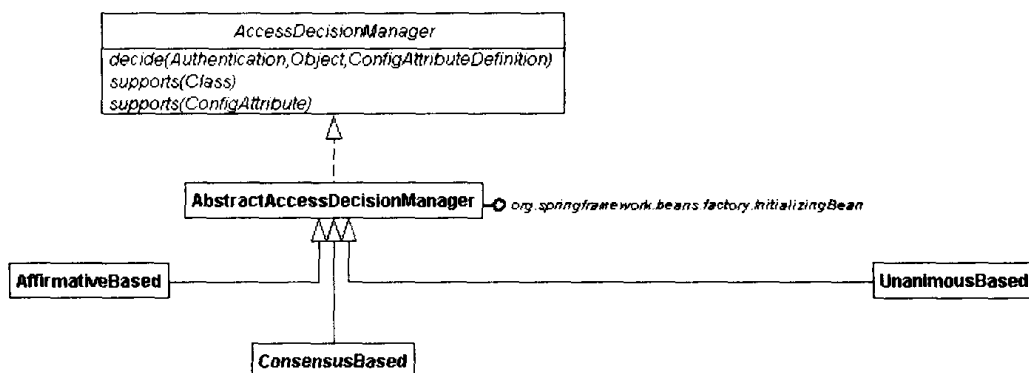 AccessDecisionManager
decide(Authentication,Object,ConfigAttributeDefinition)
supports(Class)
supports(ConfigAttribute)
AbstractAccessDecisionManager
org.springframework.beans.factory.InitializingBean
AffirmativeBased
UnanimousBased
ConsensusBased